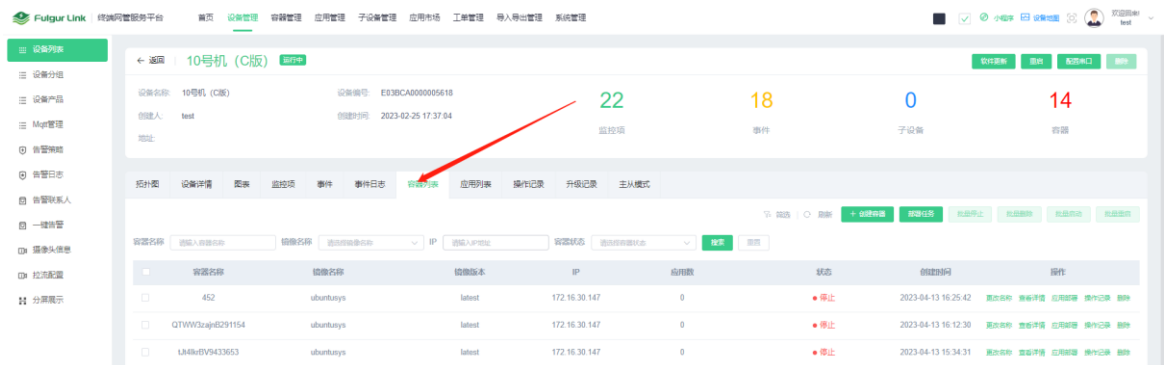 Fulgur Link 终端网管服务平台 首页 设备管理 容器管理 应用管理 子设备管理 应用市场 工单管理 导入导出管理 系统管理 小程序 设备地图 欢迎回来!
test
设备列表
设备分组
设备产品
Mqtt管理
告警策略
告警日志
告警联系人
一键告警
摄像头信息
拉流配置
分屏展示
← 返回 10号机（C版） 运行中 软件更新 重启 配置串口 删除
设备名称: 10号机（C版） 设备编号: E03BCA0000005618
创建人: test 创建时间: 2023-02-25 17:37:04
地址:
22 18 0 14
监控项 事件 子设备 容器
拓扑图 设备详情 图表 监控项 事件 事件日志 容器列表 应用列表 操作记录 升级记录 主从模式
筛选 刷新 + 创建容器 部署任务 批量停止 批量删除 批量启动 批量重启
容器名称 请输入容器名称 镜像名称 请选择镜像名称 IP 请输入IP地址 容器状态 请选择容器状态 搜索 重置
容器名称 镜像名称 镜像版本 IP 应用数 状态 创建时间 操作
452 ubuntusys latest 172.16.30.147 0 停止 2023-04-13 16:25:42 更改名称 查看详情 应用部署 操作记录 删除
QTWW3zajnB291154 ubuntusys latest 172.16.30.147 0 停止 2023-04-13 16:12:30 更改名称 查看详情 应用部署 操作记录 删除
ubuntusys latest 172.16.30.147 0 停止 2023-04-13 15:34:31 更改名称 查看详情 应用部署 操作记录 删除